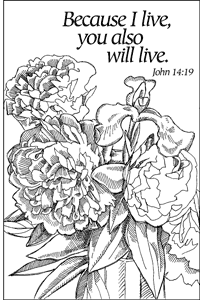 Because I live,
you also
will live.
John 14:19